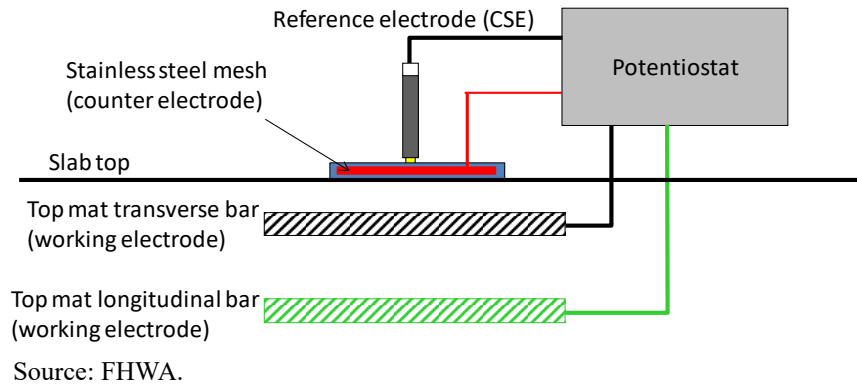 Reference electrode (CSE)
Potentiostat
Stainless steel mesh
(counter electrode)
Slab top
Top mat transverse bar
(working electrode)
Top mat longitudinal bar
(working electrode)
Source: FHWA.